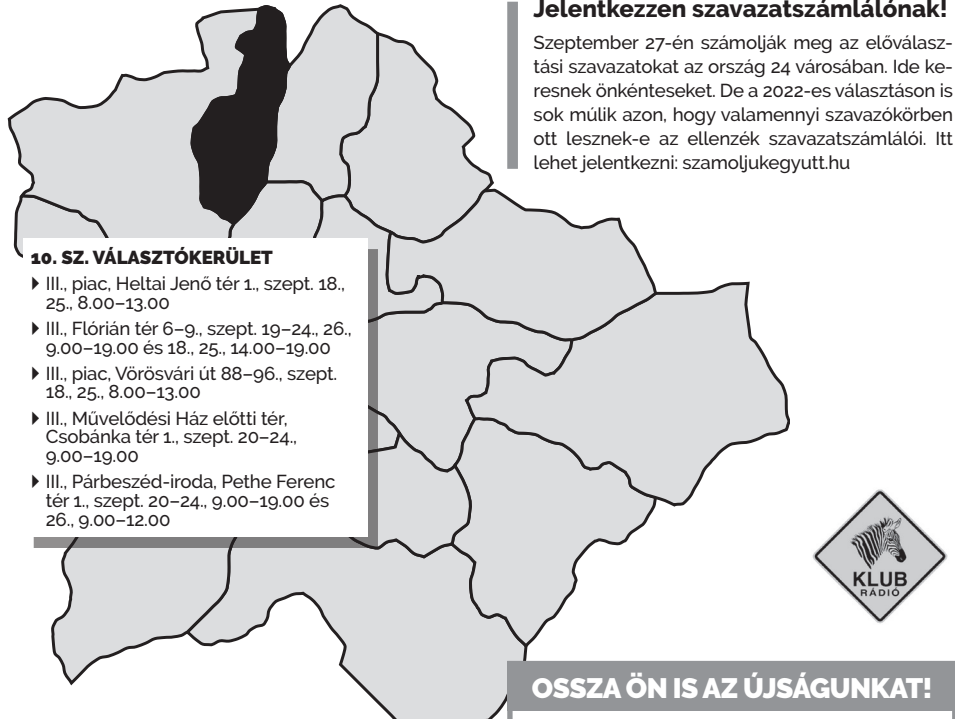 Jelentkezzen szavazatszámlálónak!
Szeptember 27-én számolják meg az előválasz-
tási szavazatokat az ország 24 városában. Ide ke-
resnek önkénteseket. De a 2022-es választáson is
sok múlik azon, hogy valamennyi szavazókörben
ott lesznek-e az ellenzék szavazatszámlálói. Itt
lehet jelentkezni: szamoljukegyutt.hu
10. SZ. VÁLASZTÓKERÜLET
III., piac, Heltai Jenő tér 1., szept. 18.,
25., 8.00–13.00
III., Flórián tér 6–9., szept. 19–24., 26.,
9.00–19.00 és 18., 25., 14.00–19.00
III., piac, Vörösvári út 88–96., szept.
18., 25., 8.00–13.00
III., Művelődési Ház előtti tér,
Csobánka tér 1., szept. 20–24.,
9.00–19.00
III., Párbeszéd-iroda, Pethe Ferenc
tér 1., szept. 20–24., 9.00–19.00 és
26., 9.00–12.00
KLUB
RÁDIÓ
OSSZA ÖN IS AZ ÚJSÁGUNKAT!